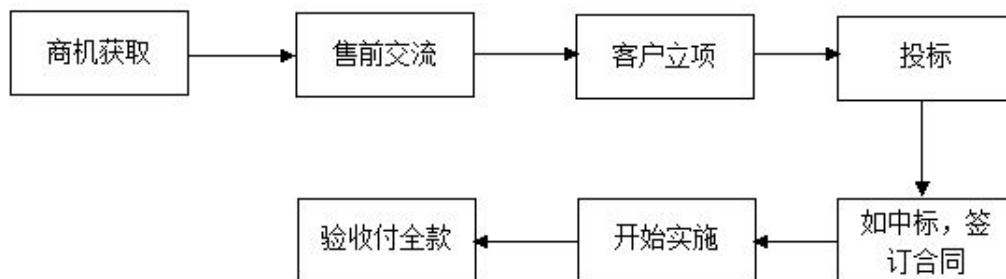 商机获取
售前交流
客户立项
投标
如中标，签
订合同
开始实施
验收付全款